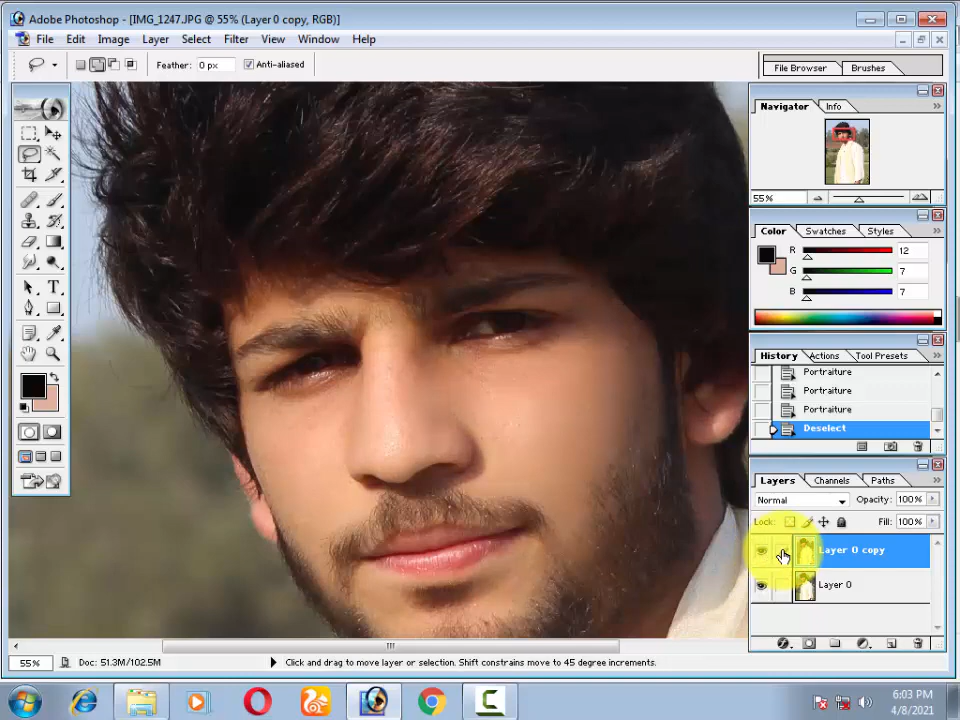 Adobe Photoshop - [IMG_1247.JPG @ 55% (Layer 0 copy, RGB)]
File Edit Image Layer Select Filter View Window Help
Feather: 0 px Anti-aliased File Browser Brushes
Navigator Info
55%
Color Swatches Styles
R 12
G 7
B 7
History Actions Tool Presets
Portraiture
Portraiture
Portraiture
Deselect
Layers Channels Paths
Normal Opacity: 100%
Lock: Fill: 100%
Layer 0 copy
Layer 0
55% Doc: 51.3M/102.5M Click and drag to move layer or selection. Shift constrains move to 45 degree increments.
6:03 PM
4/8/2021